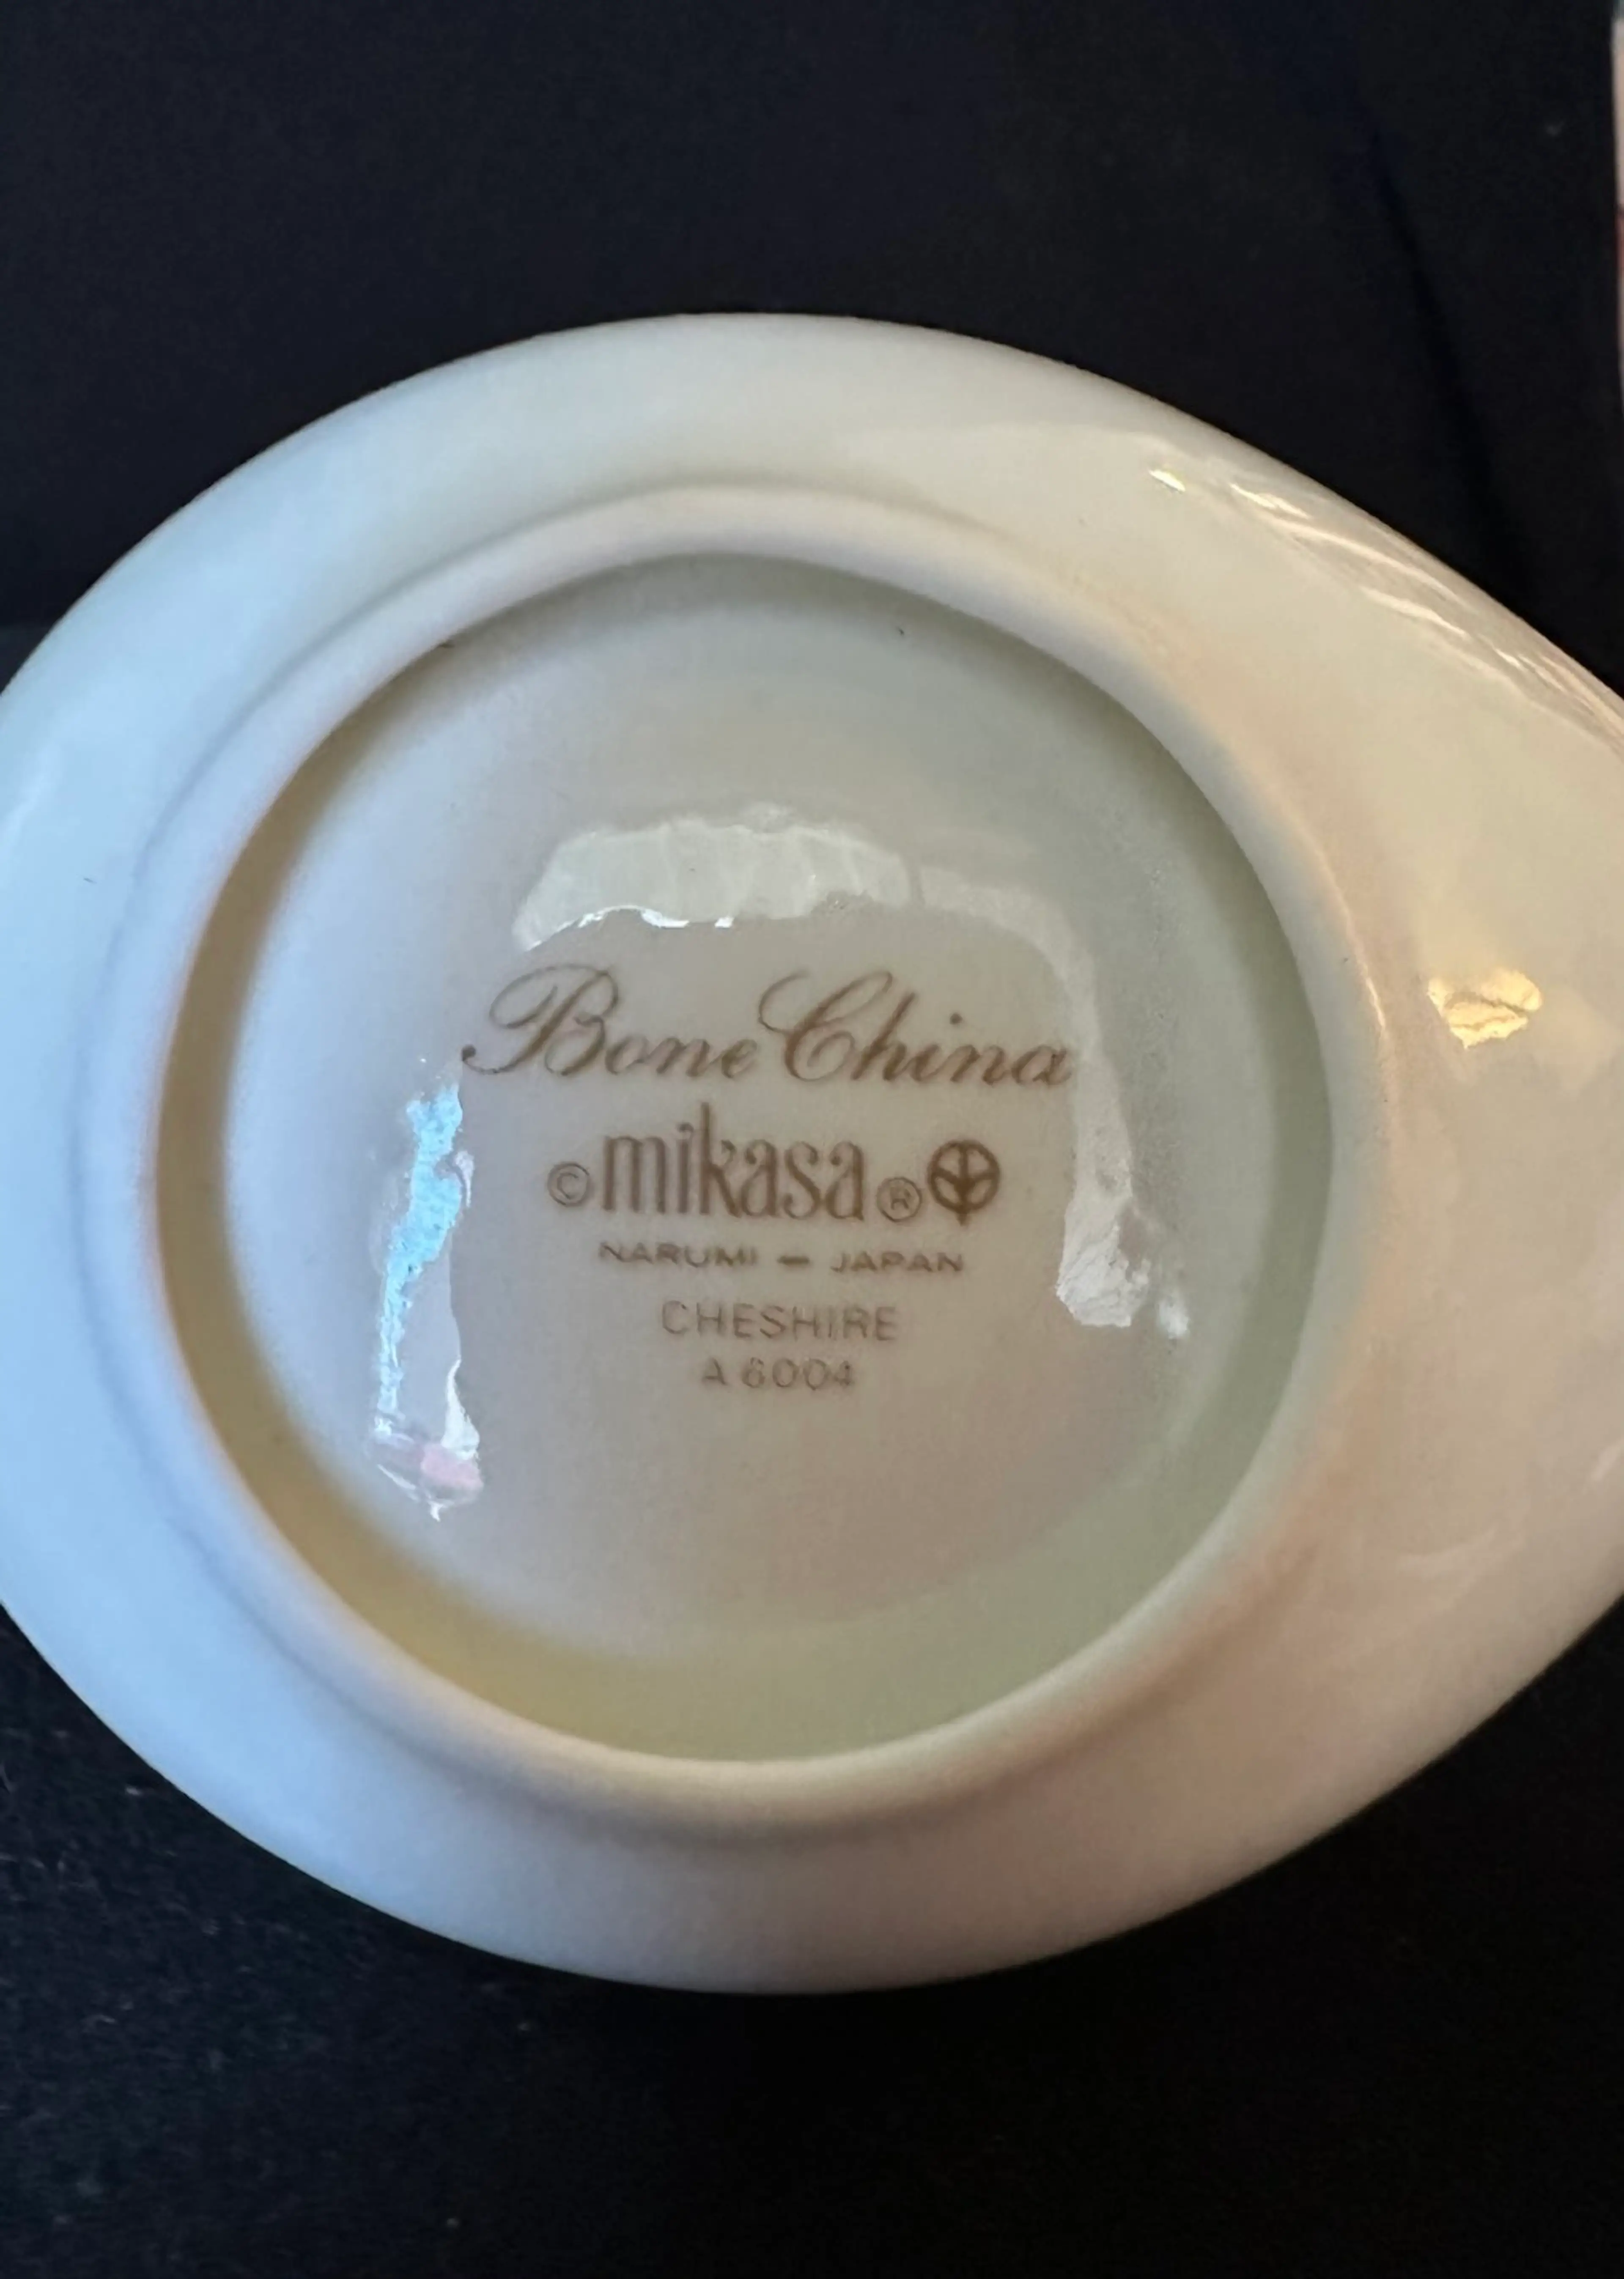 Bone China
©mikasa®
NARUMI — JAPAN
CHESHIRE
A 6004